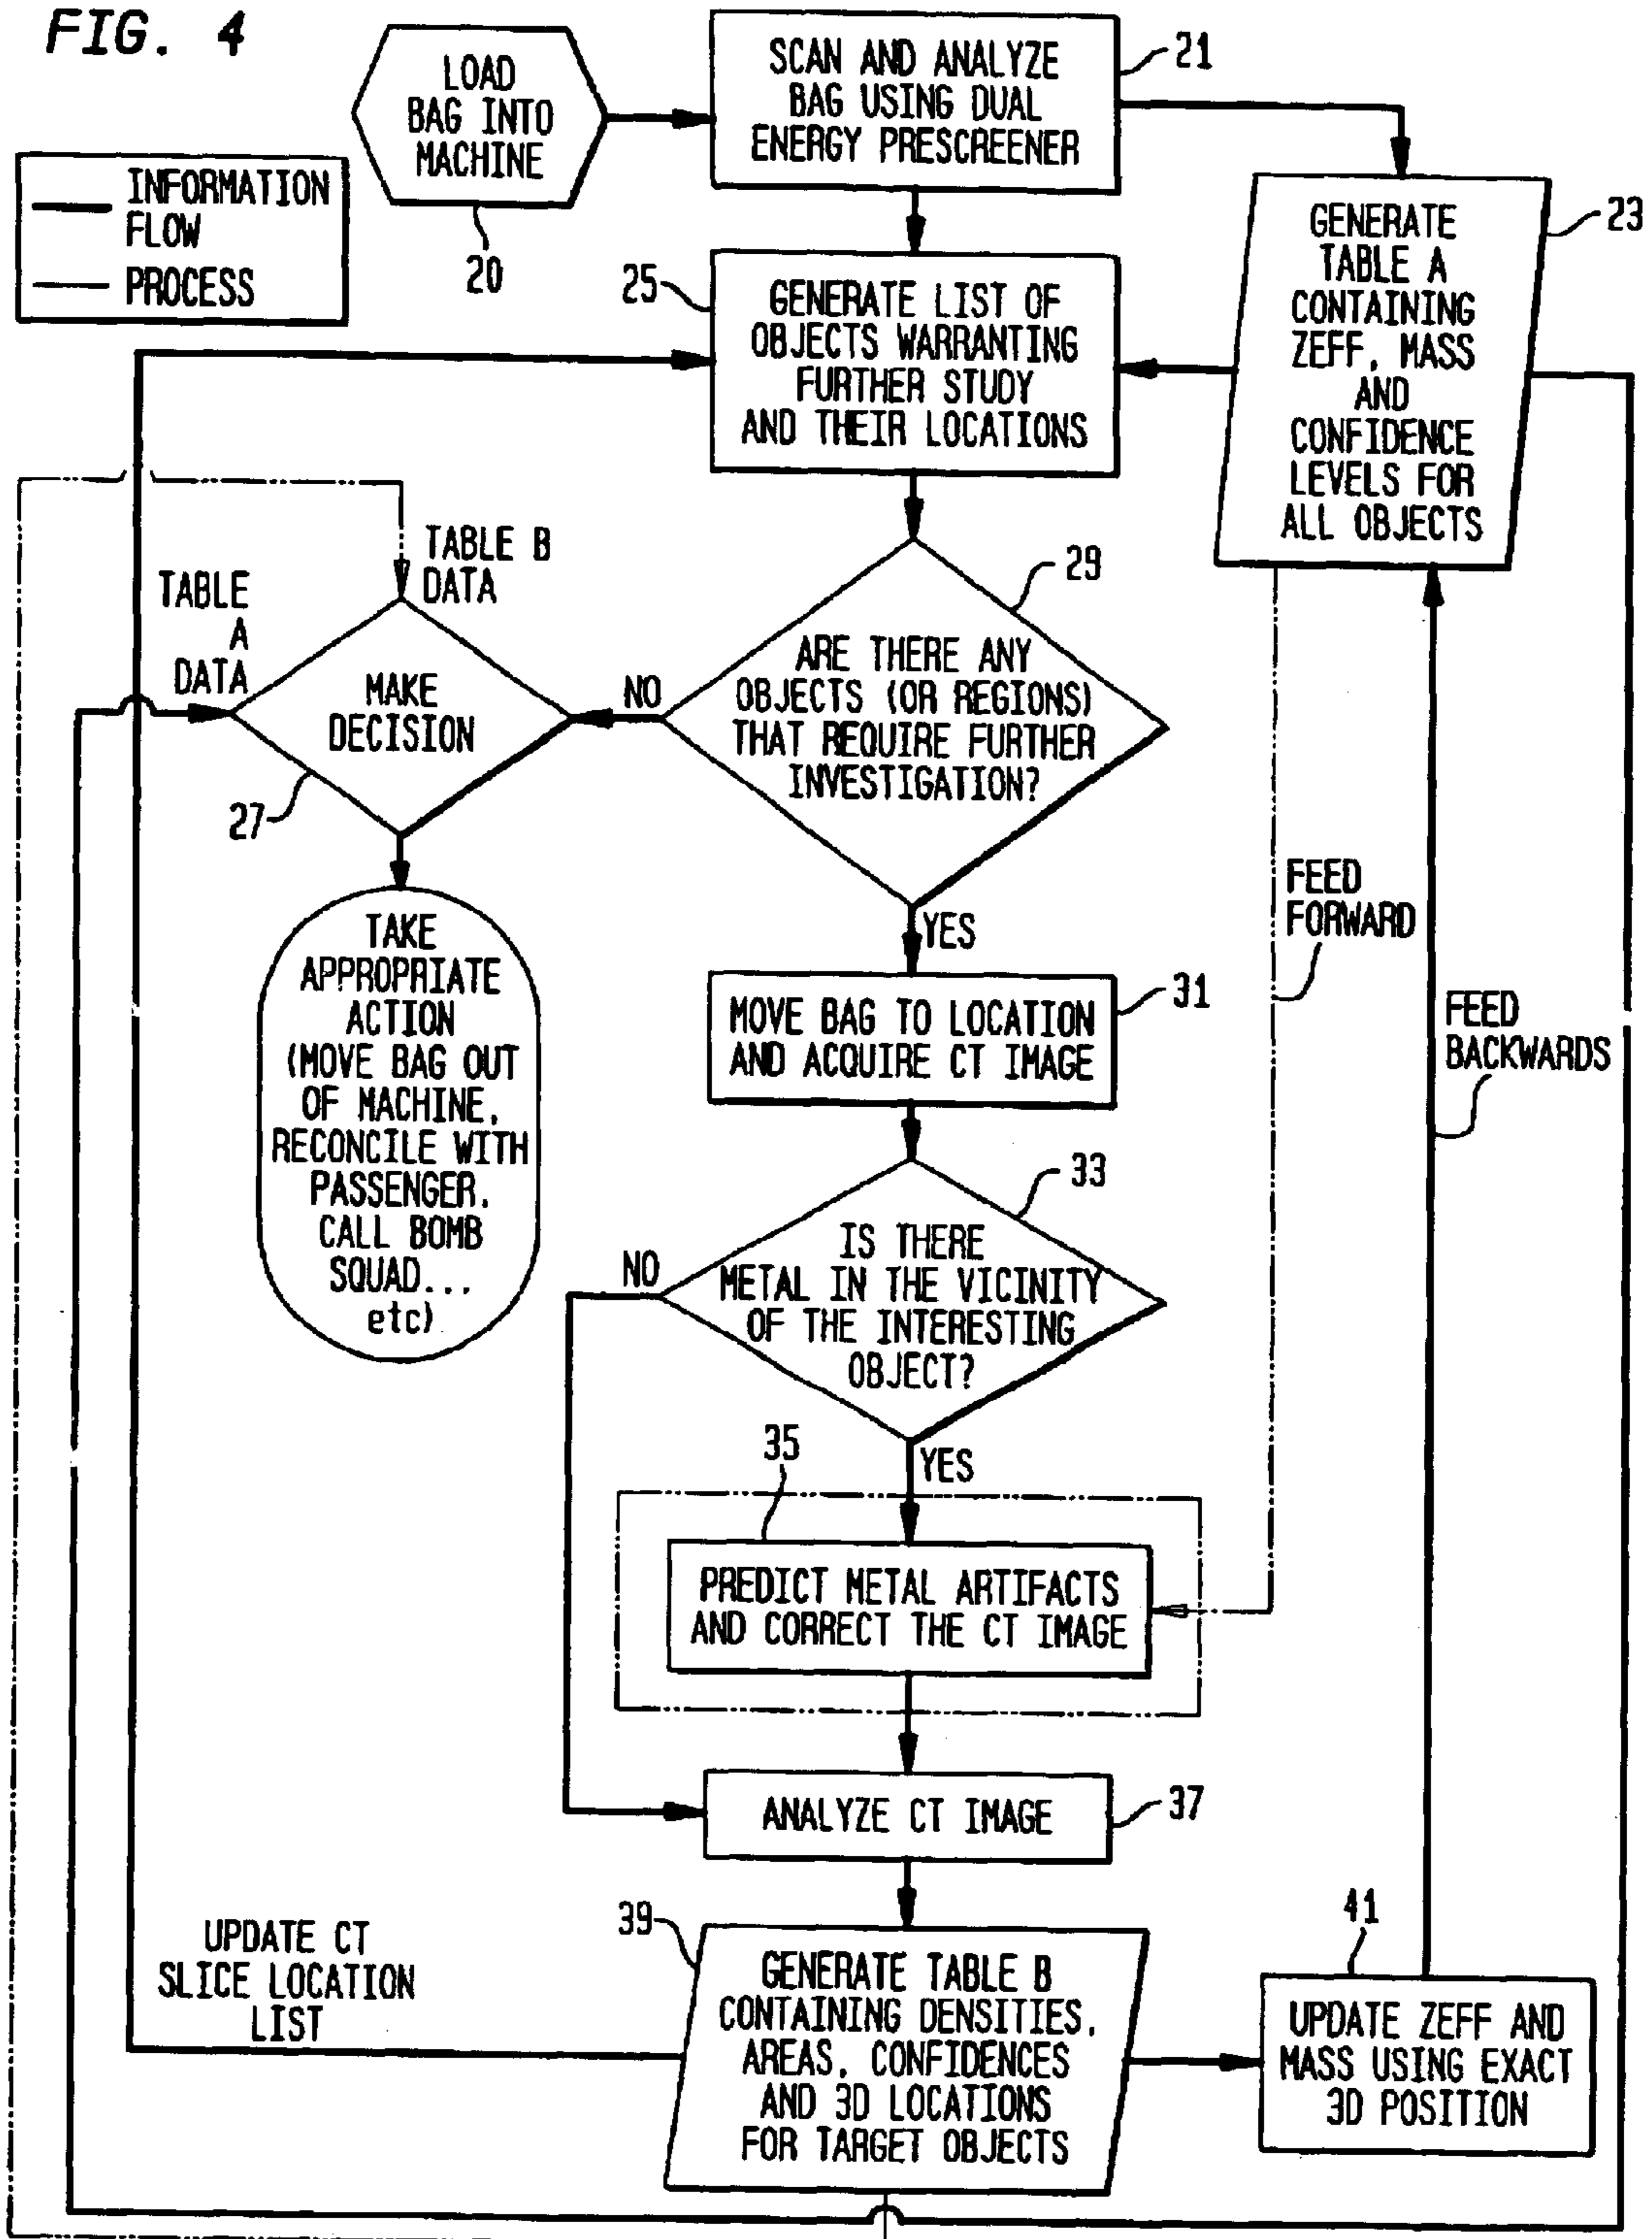 FIG. 4
LOAD
BAG INTO
MACHINE
20
SCAN AND ANALYZE
BAG USING DUAL
ENERGY PRESCREENER
21
INFORMATION
FLOW
PROCESS
GENERATE
TABLE A
CONTAINING
ZEFF, MASS
AND
CONFIDENCE
LEVELS FOR
ALL OBJECTS
23
25
GENERATE LIST OF
OBJECTS WARRANTING
FURTHER STUDY
AND THEIR LOCATIONS
TABLE B
DATA
TABLE
A
DATA
MAKE
DECISION
27
NO
29
ARE THERE ANY
OBJECTS (OR REGIONS)
THAT REQUIRE FURTHER
INVESTIGATION?
YES
FEED
FORWARD
FEED
BACKWARDS
TAKE
APPROPRIATE
ACTION
(MOVE BAG OUT
OF MACHINE,
RECONCILE WITH
PASSENGER,
CALL BOMB
SQUAD...
etc)
MOVE BAG TO LOCATION
AND ACQUIRE CT IMAGE
31
33
IS THERE
METAL IN THE VICINITY
OF THE INTERESTING
OBJECT?
NO
YES
35
PREDICT METAL ARTIFACTS
AND CORRECT THE CT IMAGE
ANALYZE CT IMAGE
37
UPDATE CT
SLICE LOCATION
LIST
39
GENERATE TABLE B
CONTAINING DENSITIES,
AREAS, CONFIDENCES
AND 3D LOCATIONS
FOR TARGET OBJECTS
41
UPDATE ZEFF AND
MASS USING EXACT
3D POSITION